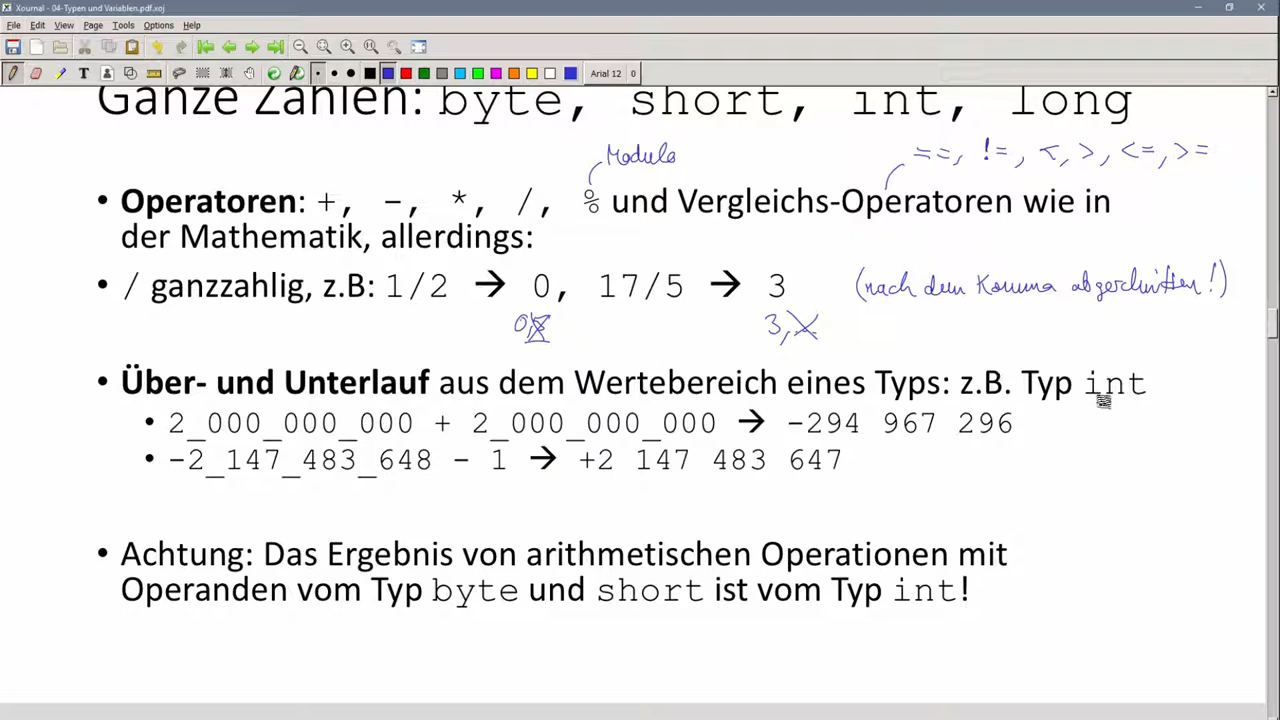 Xournal - 04-Typen und Variablen.pdf.xoj
File Edit View Page Tools Options Help
Arial 12 0
Ganze Zahlen: byte, short, int, long
Modulo
==, !=, <, >, <=, >=
• Operatoren: +, -, *, /, % und Vergleichs-Operatoren wie in
der Mathematik, allerdings:
• / ganzzahlig, z.B: 1/2 → 0, 17/5 → 3
(nach dem Komma abgeschnitten!)
0,
3,
• Über- und Unterlauf aus dem Wertebereich eines Typs: z.B. Typ int
• 2_000_000_000 + 2_000_000_000 → -294 967 296
• -2_147_483_648 - 1 → +2 147 483 647
• Achtung: Das Ergebnis von arithmetischen Operationen mit
Operanden vom Typ byte und short ist vom Typ int!